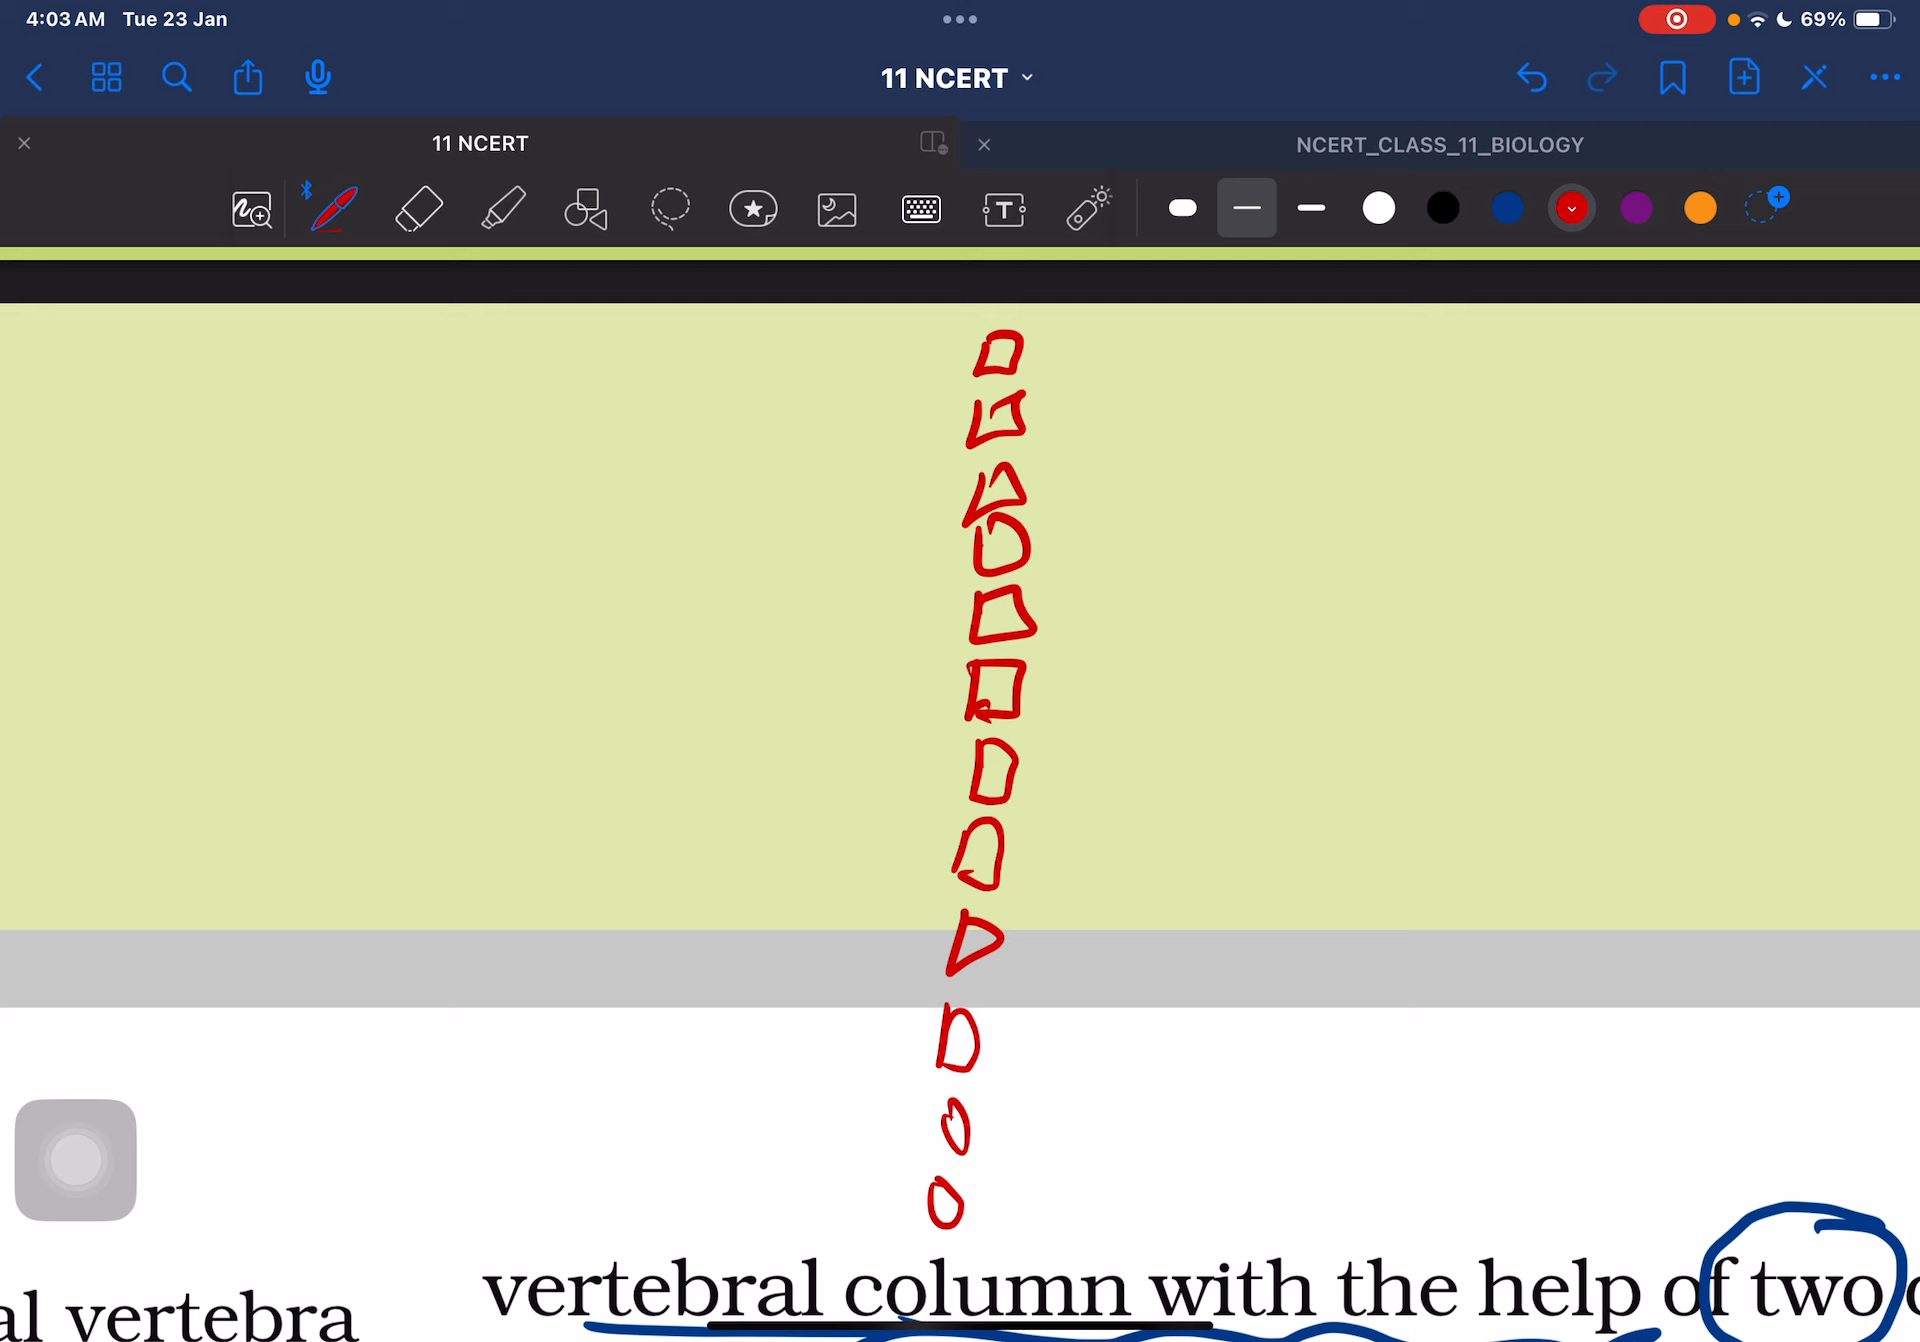 4:03 AM Tue 23 Jan
69%
11 NCERT
11 NCERT
NCERT_CLASS_11_BIOLOGY
vertebral column with the help of two
al vertebra